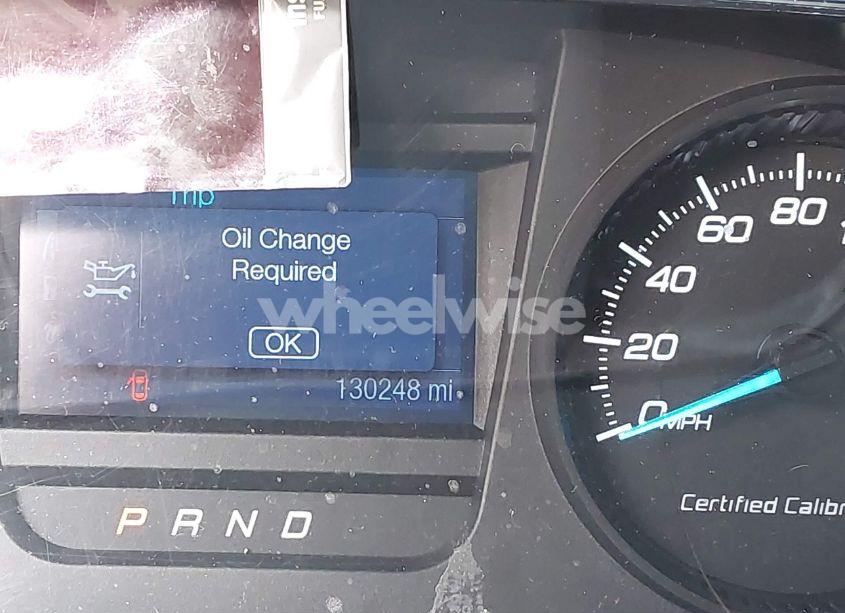 Trip
Oil Change
Required
OK
130248 mi
P R N D
0 MPH
20
40
60
80
Certified Calibr
wheelwise